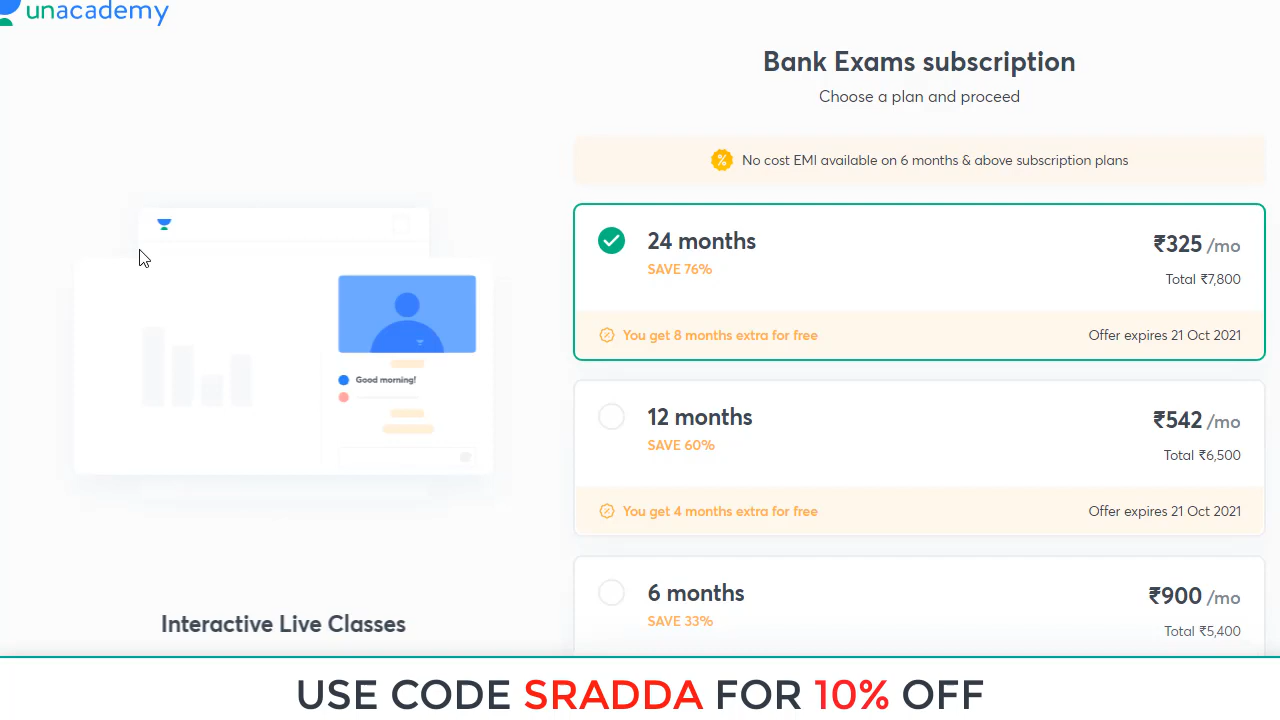 unacademy
Bank Exams subscription
Choose a plan and proceed
No cost EMI available on 6 months & above subscription plans
24 months
₹325 /mo
SAVE 76%
Total ₹7,800
You get 8 months extra for free
Offer expires 21 Oct 2021
12 months
₹542 /mo
SAVE 60%
Total ₹6,500
You get 4 months extra for free
Offer expires 21 Oct 2021
6 months
₹900 /mo
SAVE 33%
Total ₹5,400
Good morning!
Interactive Live Classes
USE CODE SRADDA FOR 10% OFF